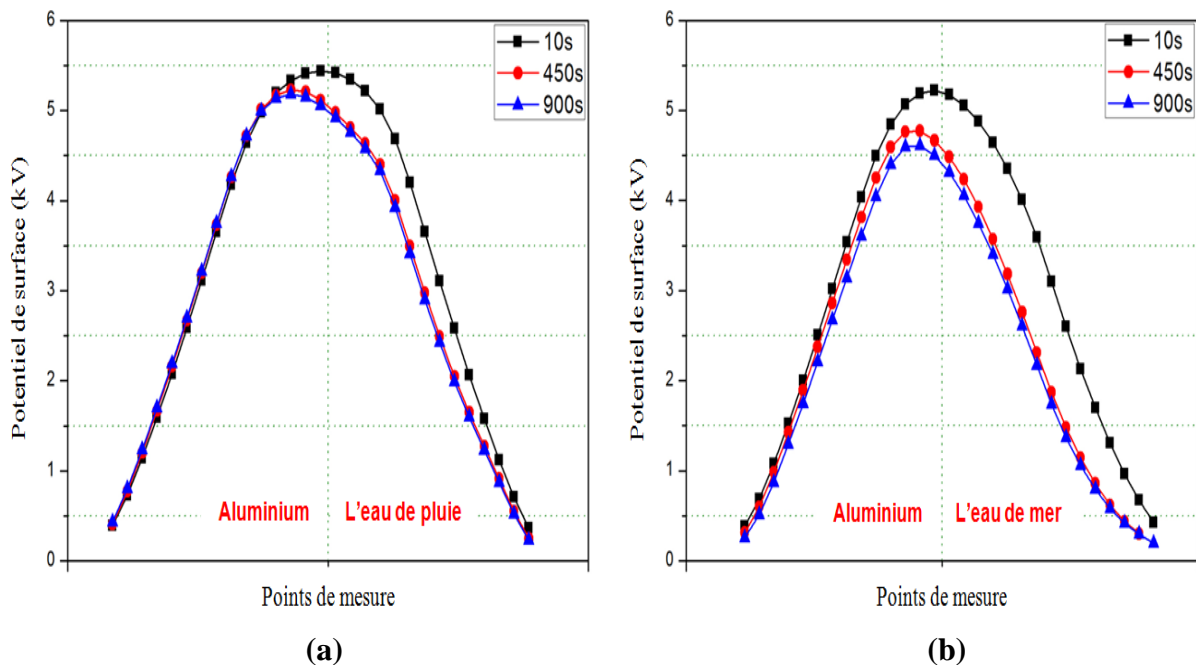 6
5
4
3
2
1
0
Potentiel de surface (kV)
10s
450s
900s
Aluminium L'eau de pluie
Points de mesure
(a)
6
5
4
3
2
1
0
Potentiel de surface (kV)
10s
450s
900s
Aluminium L'eau de mer
Points de mesure
(b)